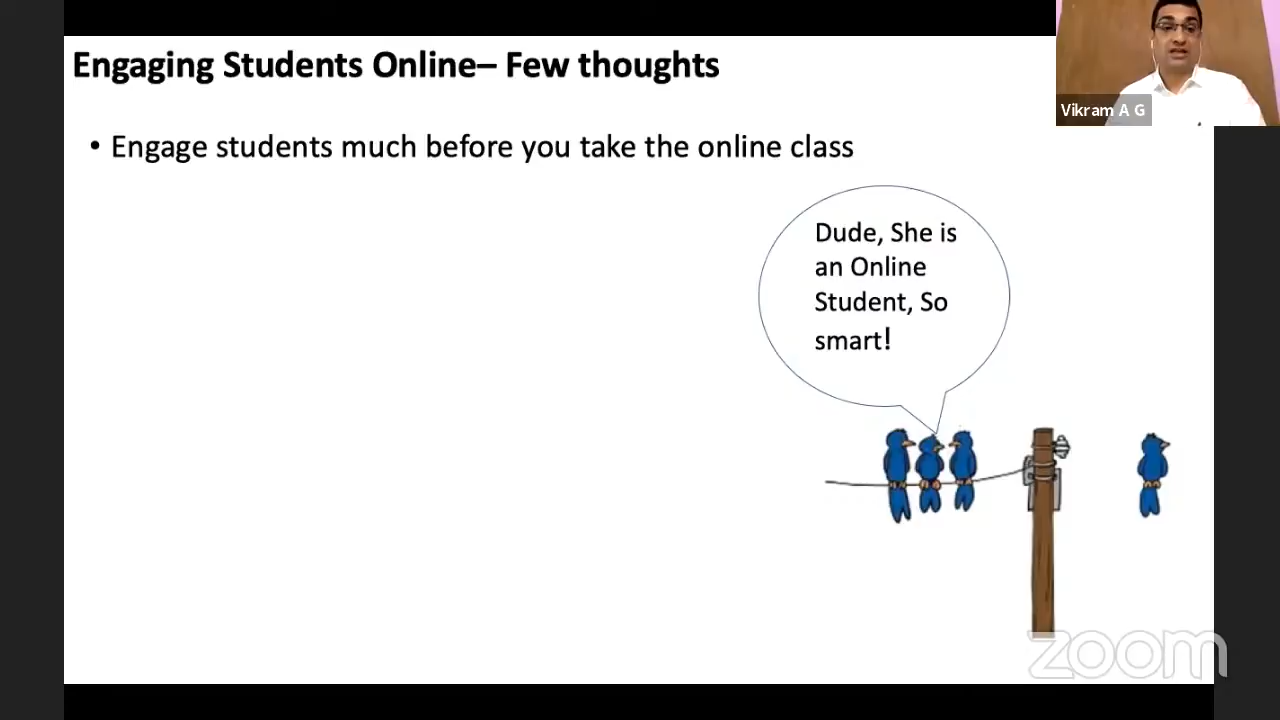 Engaging Students Online– Few thoughts
Vikram A G
• Engage students much before you take the online class
Dude, She is
an Online
Student, So
smart!
zoom